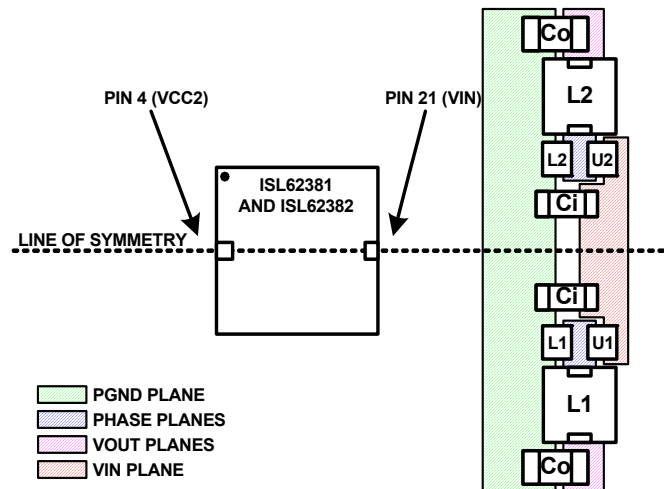 Co
L2
PIN 4 (VCC2)
PIN 21 (VIN)
L2
U2
ISL62381
AND ISL62382
Ci
LINE OF SYMMETRY
Ci
L1
U1
L1
PGND PLANE
PHASE PLANES
VOUT PLANES
VIN PLANE
Co